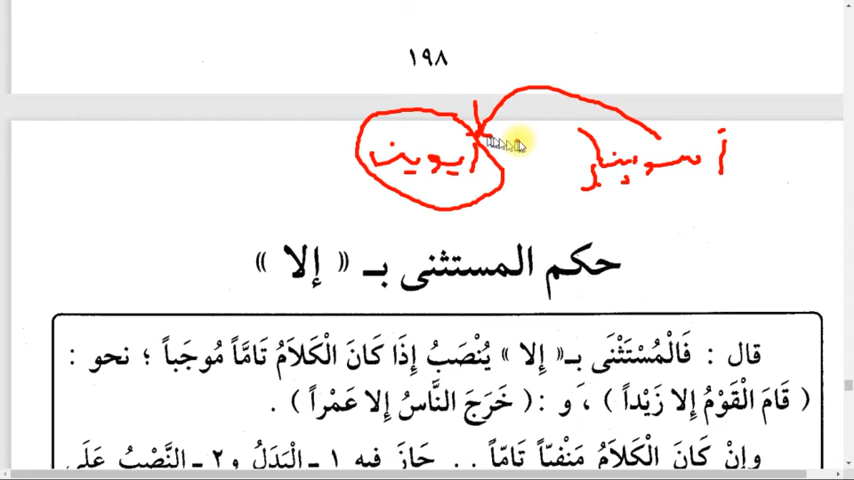 ١٩٨
حكم المستثنى بـ « إلا »
قال : فَالْمُسْتَثْنَى بـ« إلا » يُنْصَبُ إِذَا كَانَ الْكَلَامُ تَامّاً مُوجَباً ؛ نحو :
( قَامَ الْقَوْمُ إلا زَيْداً ) ، وَ : ( خَرَجَ النَّاسُ إلا عَمْراً ) .
وإنْ كَانَ الْكَلَامُ مَنْفِيّاً تَامّاً . . جَازَ فيه ١ ـ الْبَدَلُ و٢ ـ النَّصْبُ عَلَى